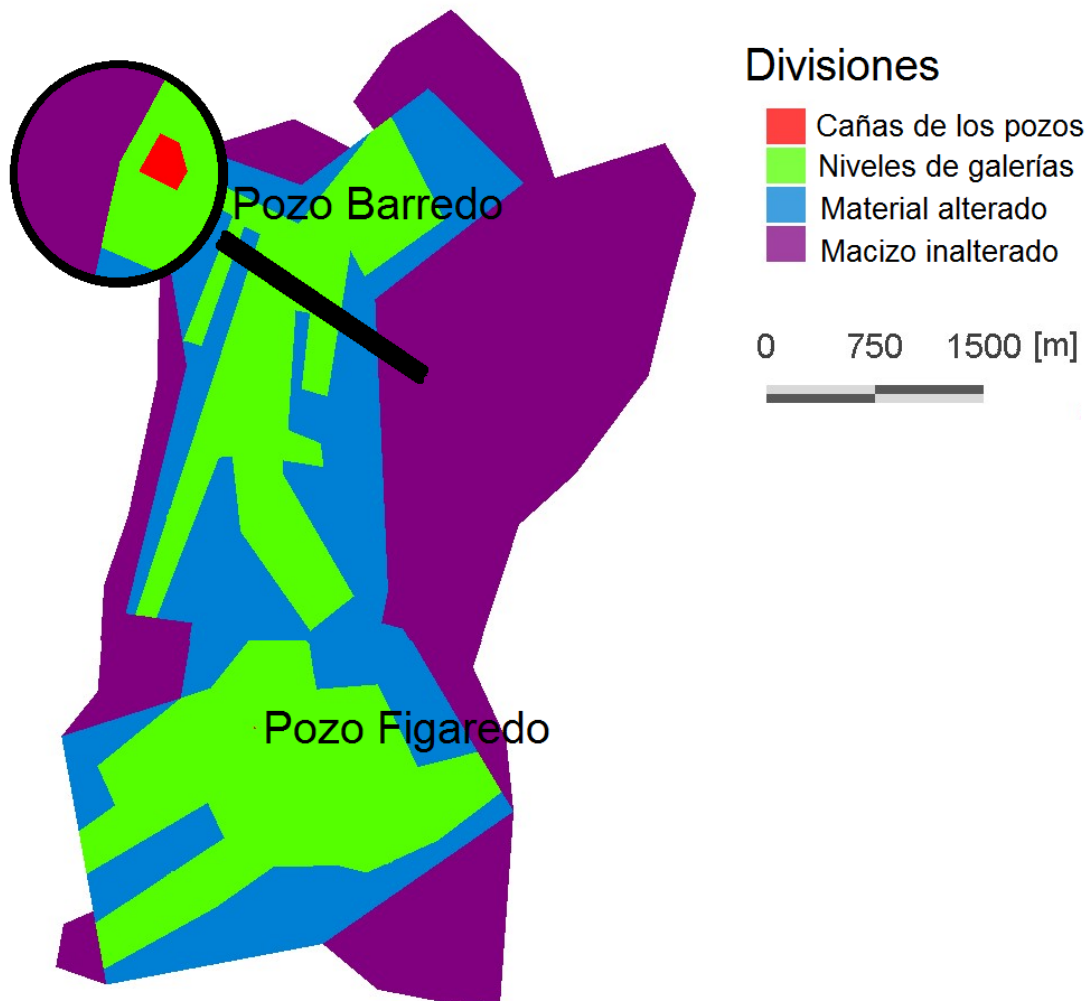 Divisiones
Cañas de los pozos
Niveles de galerías
Material alterado
Macizo inalterado
0 750 1500 [m]
Pozo Barredo
Pozo Figaredo